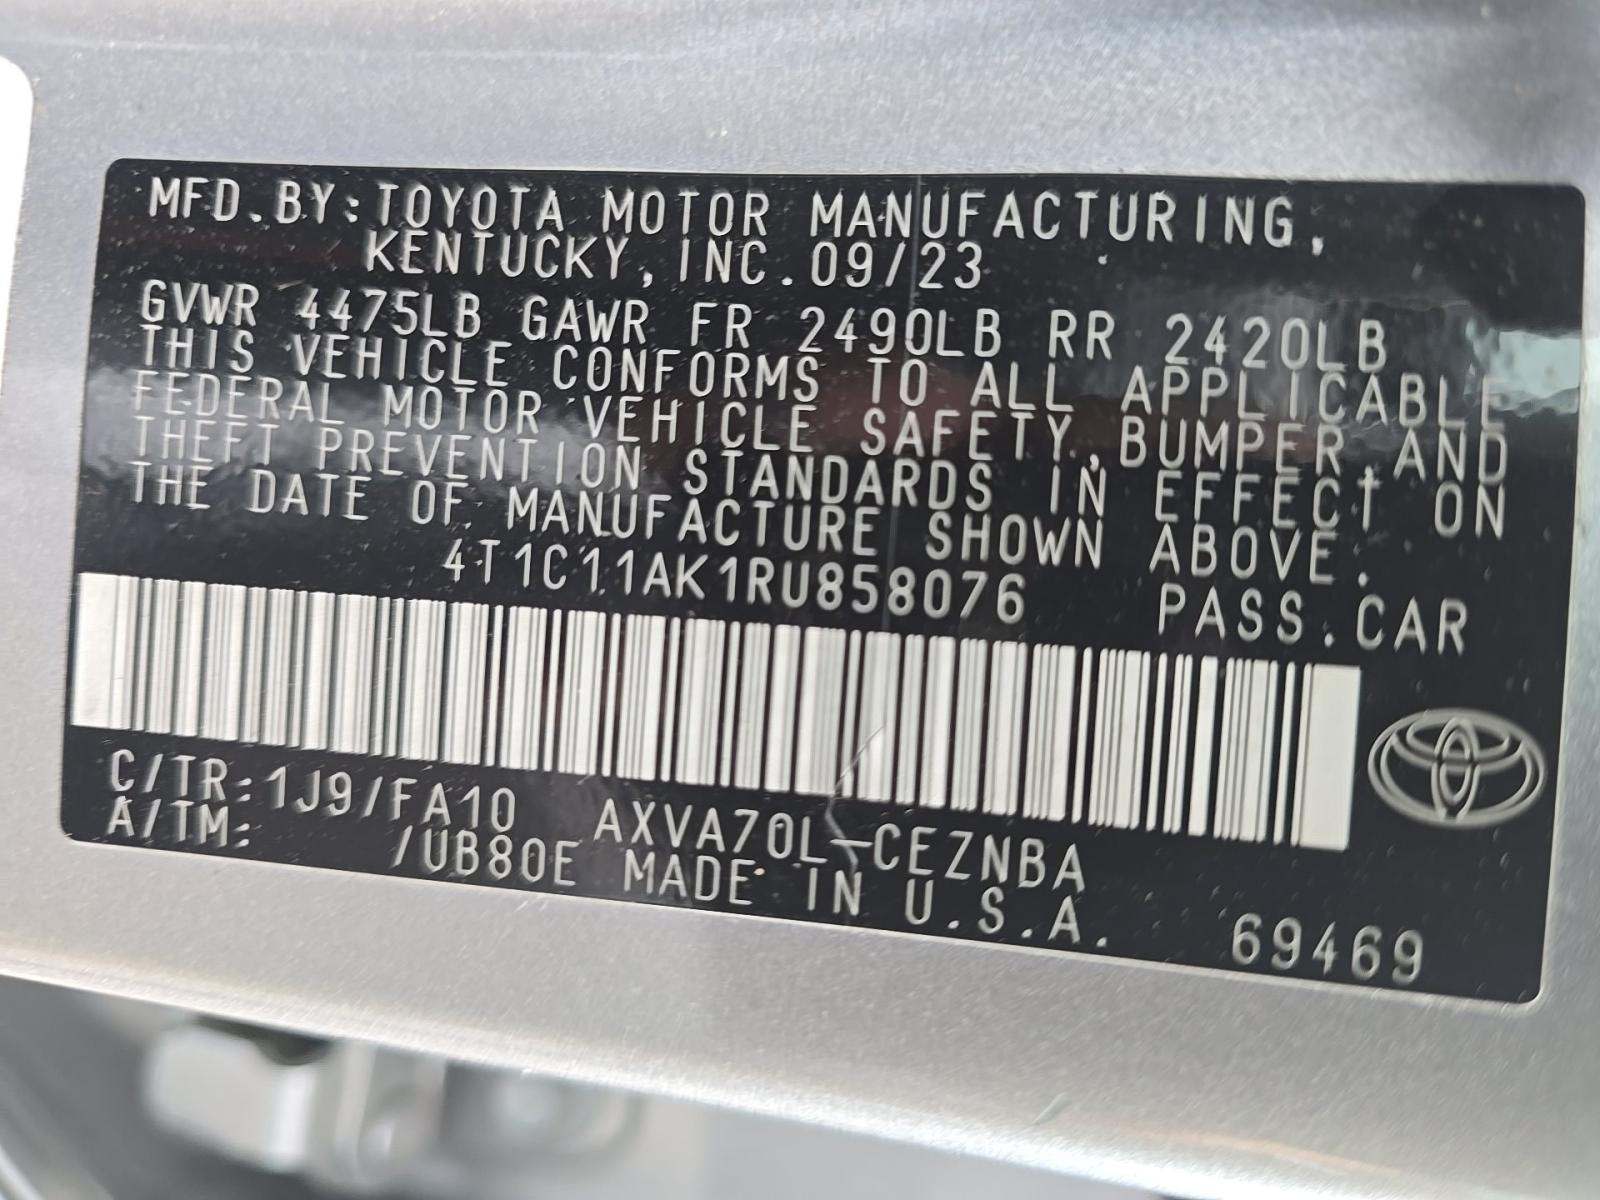 MFD.BY:TOYOTA MOTOR MANUFACTURING,
KENTUCKY, INC. 09/23
GVWR 4475LB GAWR FR 2490LB RR 2420LB
THIS VEHICLE CONFORMS TO ALL APPLICABLE
FEDERAL MOTOR VEHICLE SAFETY, BUMPER, AND
THEFT PREVENTION STANDARDS IN EFFECT ON
THE DATE OF MANUFACTURE SHOWN ABOVE.
4T1C11AK1RU858076 PASS.CAR
C/TR:1J9/FA10 AXVA70L-CEZNBA
A/TM: /UB80E MADE IN U.S.A. 69469